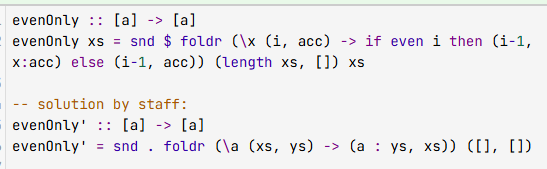 evenOnly :: [a] -> [a]
evenOnly xs = snd $ foldr (\x (i, acc) -> if even i then (i-1,
x:acc) else (i-1, acc)) (length xs, []) xs
-- solution by staff:
evenOnly' :: [a] -> [a]
evenOnly' = snd . foldr (\a (xs, ys) -> (a : ys, xs)) ([], [])